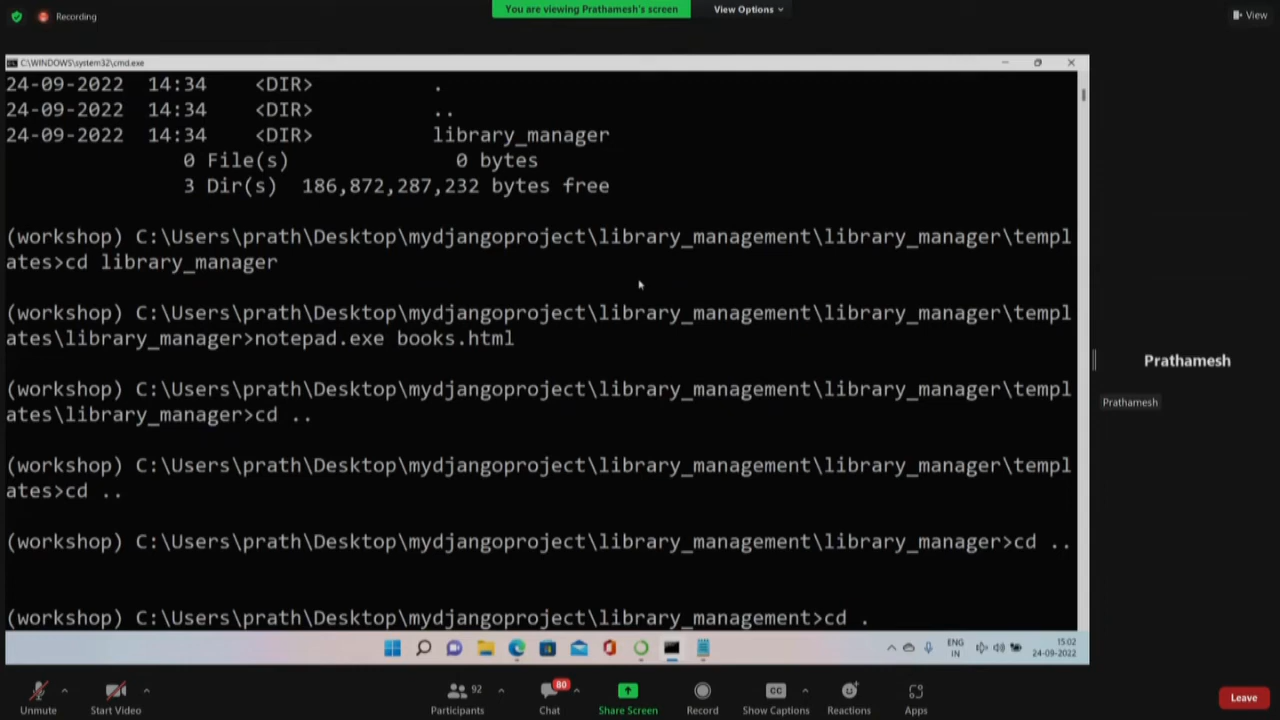 Recording
You are viewing Prathamesh's screen
View Options
View
C:\WINDOWS\system32\cmd.exe
24-09-2022  14:34    <DIR>          .
24-09-2022  14:34    <DIR>          ..
24-09-2022  14:34    <DIR>          library_manager
0 File(s)              0 bytes
3 Dir(s)  186,872,287,232 bytes free
(workshop) C:\Users\prath\Desktop\mydjangoproject\library_management\library_manager\templ
ates>cd library_manager
(workshop) C:\Users\prath\Desktop\mydjangoproject\library_management\library_manager\templ
ates\library_manager>notepad.exe books.html
(workshop) C:\Users\prath\Desktop\mydjangoproject\library_management\library_manager\templ
ates\library_manager>cd ..
(workshop) C:\Users\prath\Desktop\mydjangoproject\library_management\library_manager\templ
ates>cd ..
(workshop) C:\Users\prath\Desktop\mydjangoproject\library_management\library_manager>cd ..
(workshop) C:\Users\prath\Desktop\mydjangoproject\library_management>cd .
Prathamesh
Prathamesh
ENG
IN
15:02
24-09-2022
Unmute
Start Video
92
Participants
80
Chat
Share Screen
Record
CC
Show Captions
Reactions
Apps
Leave